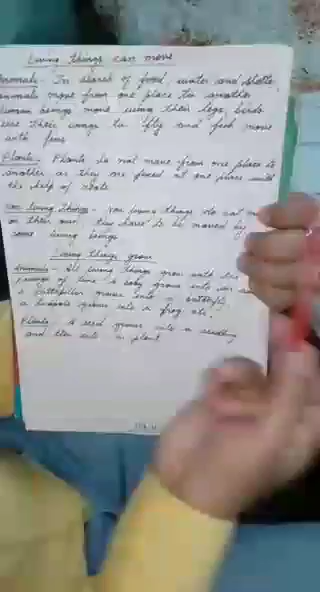 Living things can move
Animals - In search of food, water and shelter,
animals move from one place to another
human beings move using their legs, birds
use their wings to fly and fish move
with fins
Plants - Plants do not move from one place to
another as they are fixed at one place with
the help of roots
Non living things - Non living things do not move
on their own. They have to be moved by
some living beings
Living things grow
Animals - All living things grow with the
passage of time. A baby grows into
a caterpillar grows into a butterfly,
a tadpole grows into a frog etc.
Plants - A seed grows into a seedling
and then into a plant